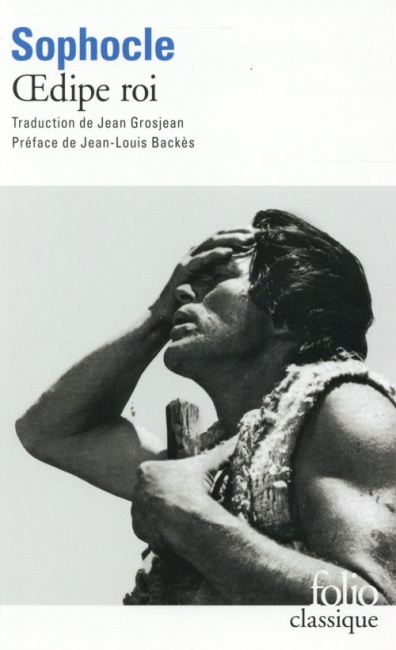 Sophocle
Œdipe roi
Traduction de Jean Grosjean
Préface de Jean-Louis Backès
folio
classique